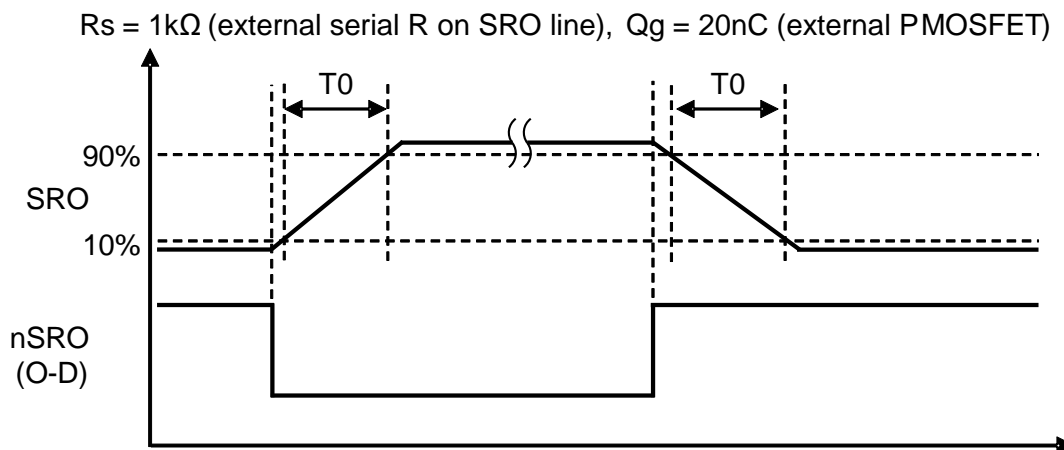 Rs = 1kΩ (external serial R on SRO line), Qg = 20nC (external PMOSFET)
T0
T0
90%
SRO
10%
nSRO
(O-D)